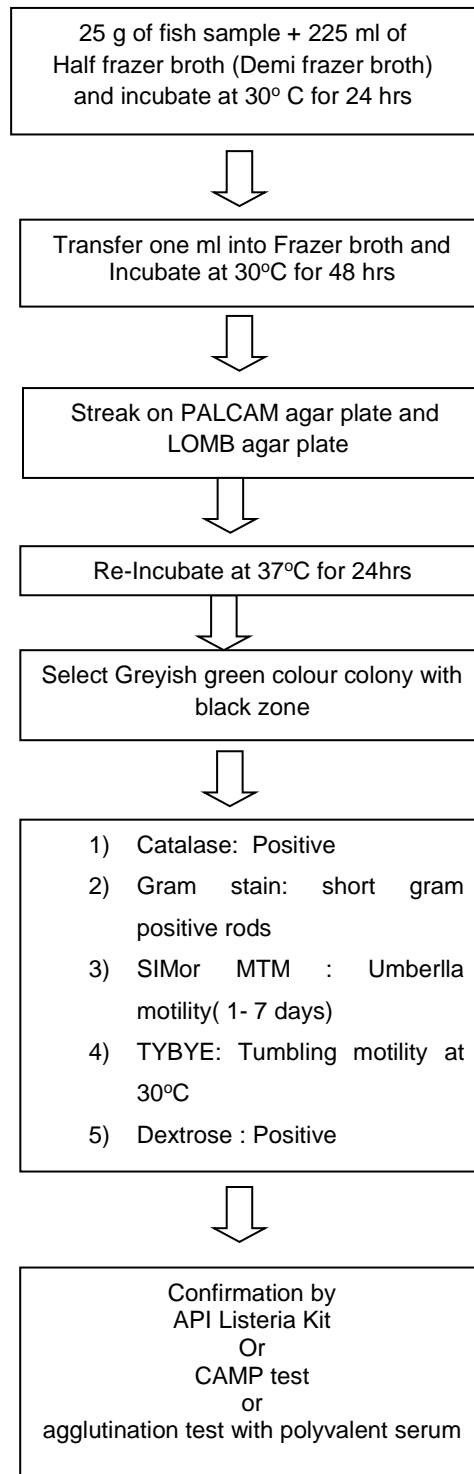 25 g of fish sample + 225 ml of
Half frazer broth (Demi frazer broth)
and incubate at 30° C for 24 hrs
Transfer one ml into Frazer broth and
Incubate at 30°C for 48 hrs
Streak on PALCAM agar plate and
LOMB agar plate
Re-Incubate at 37°C for 24hrs
Select Greyish green colour colony with
black zone
1) Catalase: Positive
2) Gram stain: short gram
positive rods
3) SIMor MTM : Umberlla
motility( 1- 7 days)
4) TYBYE: Tumbling motility at
30°C
5) Dextrose : Positive
Confirmation by
API Listeria Kit
Or
CAMP test
or
agglutination test with polyvalent serum